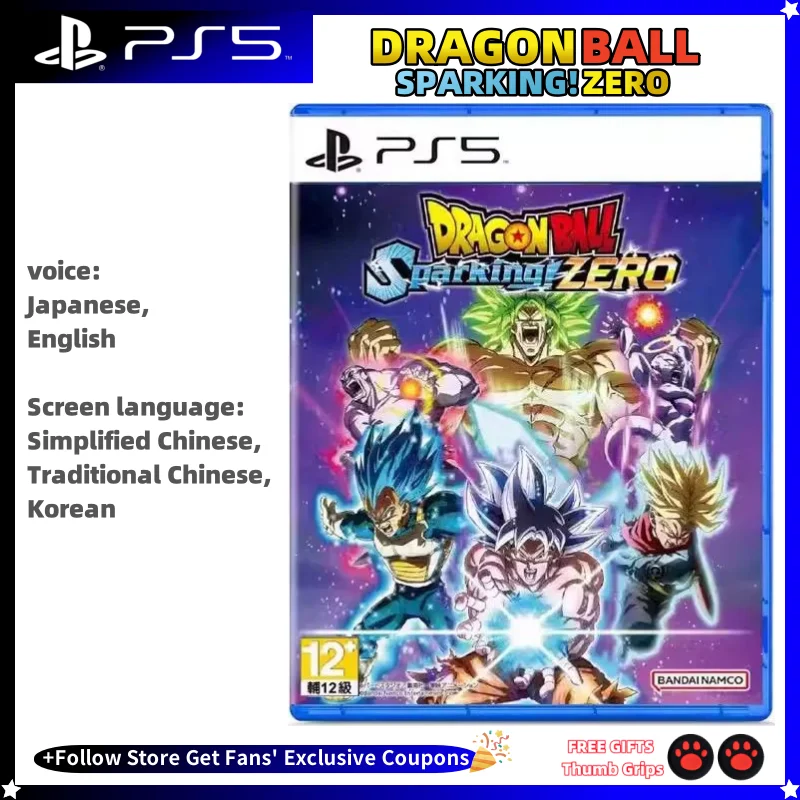 PS5
DRAGON BALL
SPARKING! ZERO
PS5
DRAGON BALL
Sparking! ZERO
voice:
Japanese,
English
Screen language:
Simplified Chinese,
Traditional Chinese,
Korean
12+
輔12級
BANDAI NAMCO
+Follow Store Get Fans' Exclusive Coupons
FREE GIFTS
Thumb Grips